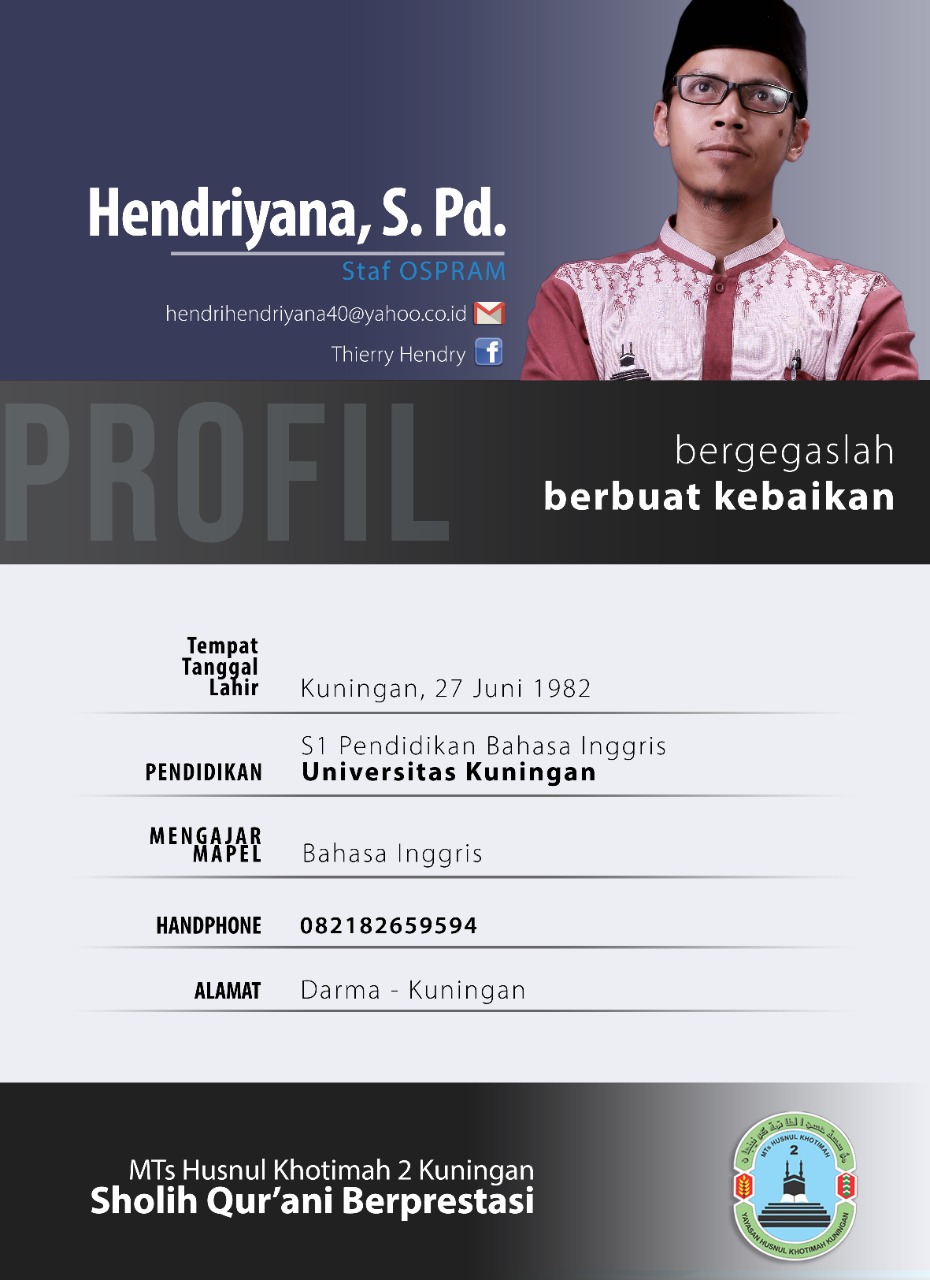 Hendriyana, S. Pd.
Staf OSPRAM
hendrihendriyana40@yahoo.co.id
Thierry Hendry
PROFIL
bergegaslah
berbuat kebaikan
Tempat
Tanggal
Lahir
Kuningan, 27 Juni 1982
S1 Pendidikan Bahasa Inggris
PENDIDIKAN
Universitas Kuningan
MENGAJAR
MAPEL
Bahasa Inggris
HANDPHONE
082182659594
ALAMAT
Darma - Kuningan
MTs Husnul Khotimah 2 Kuningan
Sholih Qur’ani Berprestasi
MTs HUSNUL KHOTIMAH
2
YAYASAN HUSNUL KHOTIMAH KUNINGAN